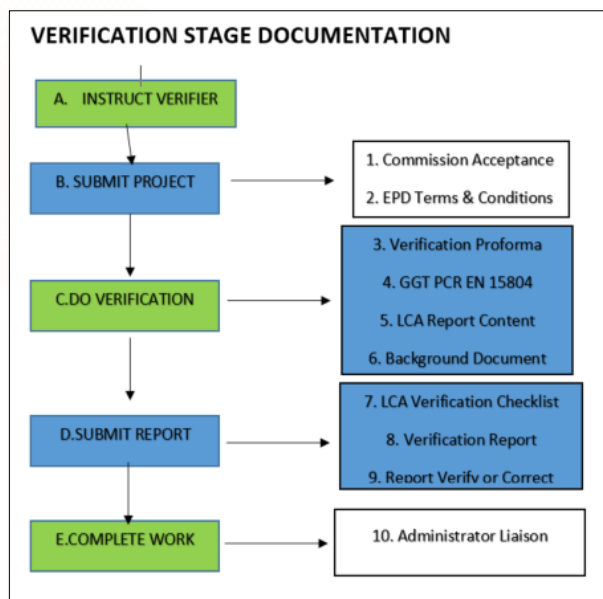 VERIFICATION STAGE DOCUMENTATION
A. INSTRUCT VERIFIER
B. SUBMIT PROJECT
1. Commission Acceptance
2. EPD Terms & Conditions
3. Verification Proforma
C.DO VERIFICATION
4. GGT PCR EN 15804
5. LCA Report Content
6. Background Document
7. LCA Verification Checklist
D.SUBMIT REPORT
8. Verification Report
9. Report Verify or Correct
E.COMPLETE WORK
10. Administrator Liaison